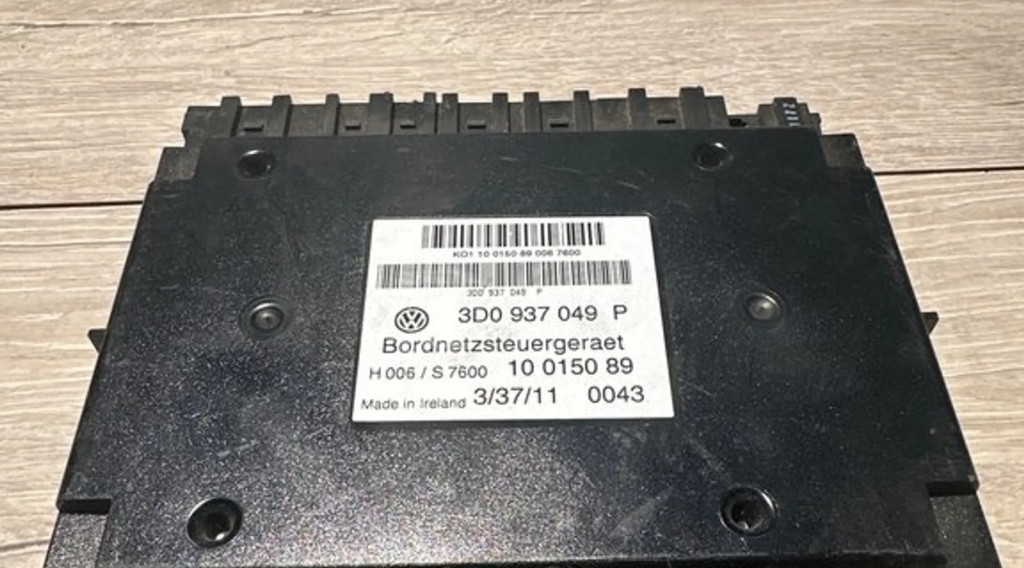 KO1 10 0150 89 006 7600
3D0 937 049 P
3D0 937 049 P
Bordnetzsteuergeraet
H 006 / S 7600 10 0150 89
Made in Ireland 3/37/11 0043